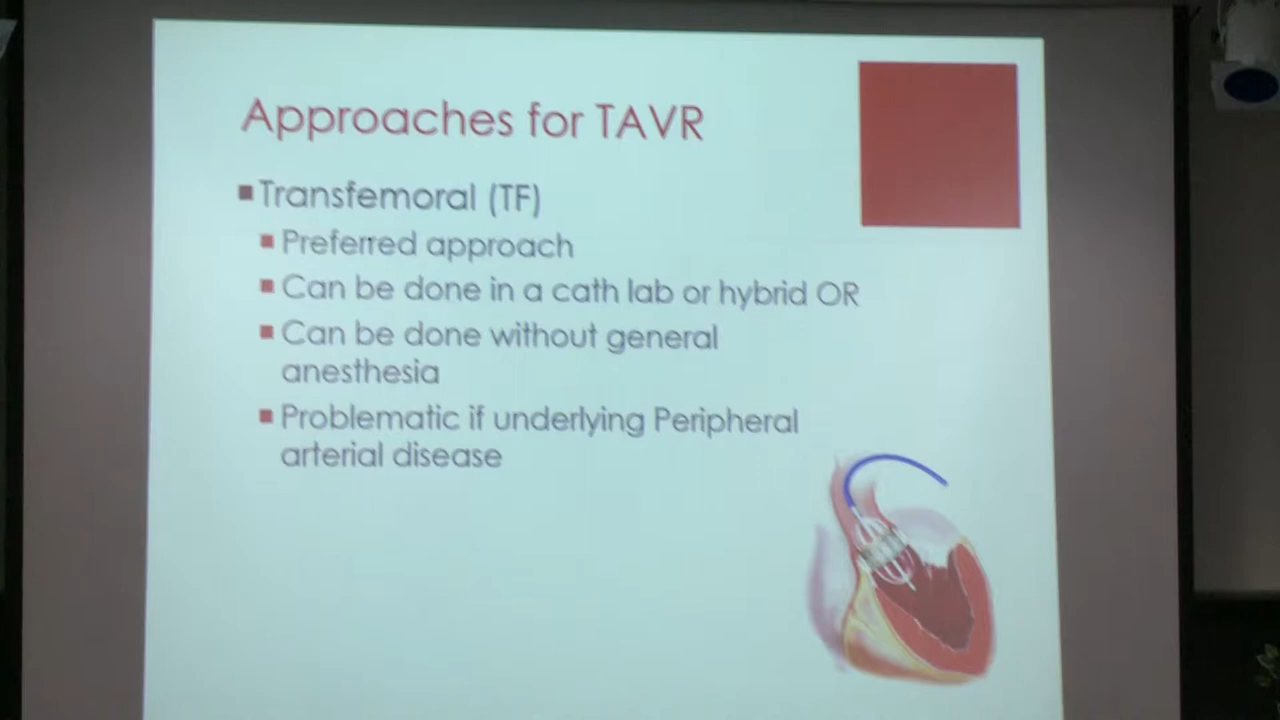 Approaches for TAVR
Transfemoral (TF)
Preferred approach
Can be done in a cath lab or hybrid OR
Can be done without general
anesthesia
Problematic if underlying Peripheral
arterial disease